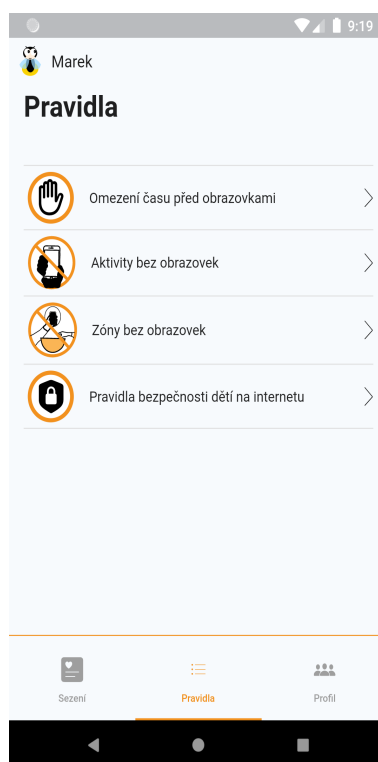 9:19
Marek
Pravidla
Omezení času před obrazovkami
Aktivity bez obrazovek
Zóny bez obrazovek
Pravidla bezpečnosti dětí na internetu
Sezení
Pravidla
Profil